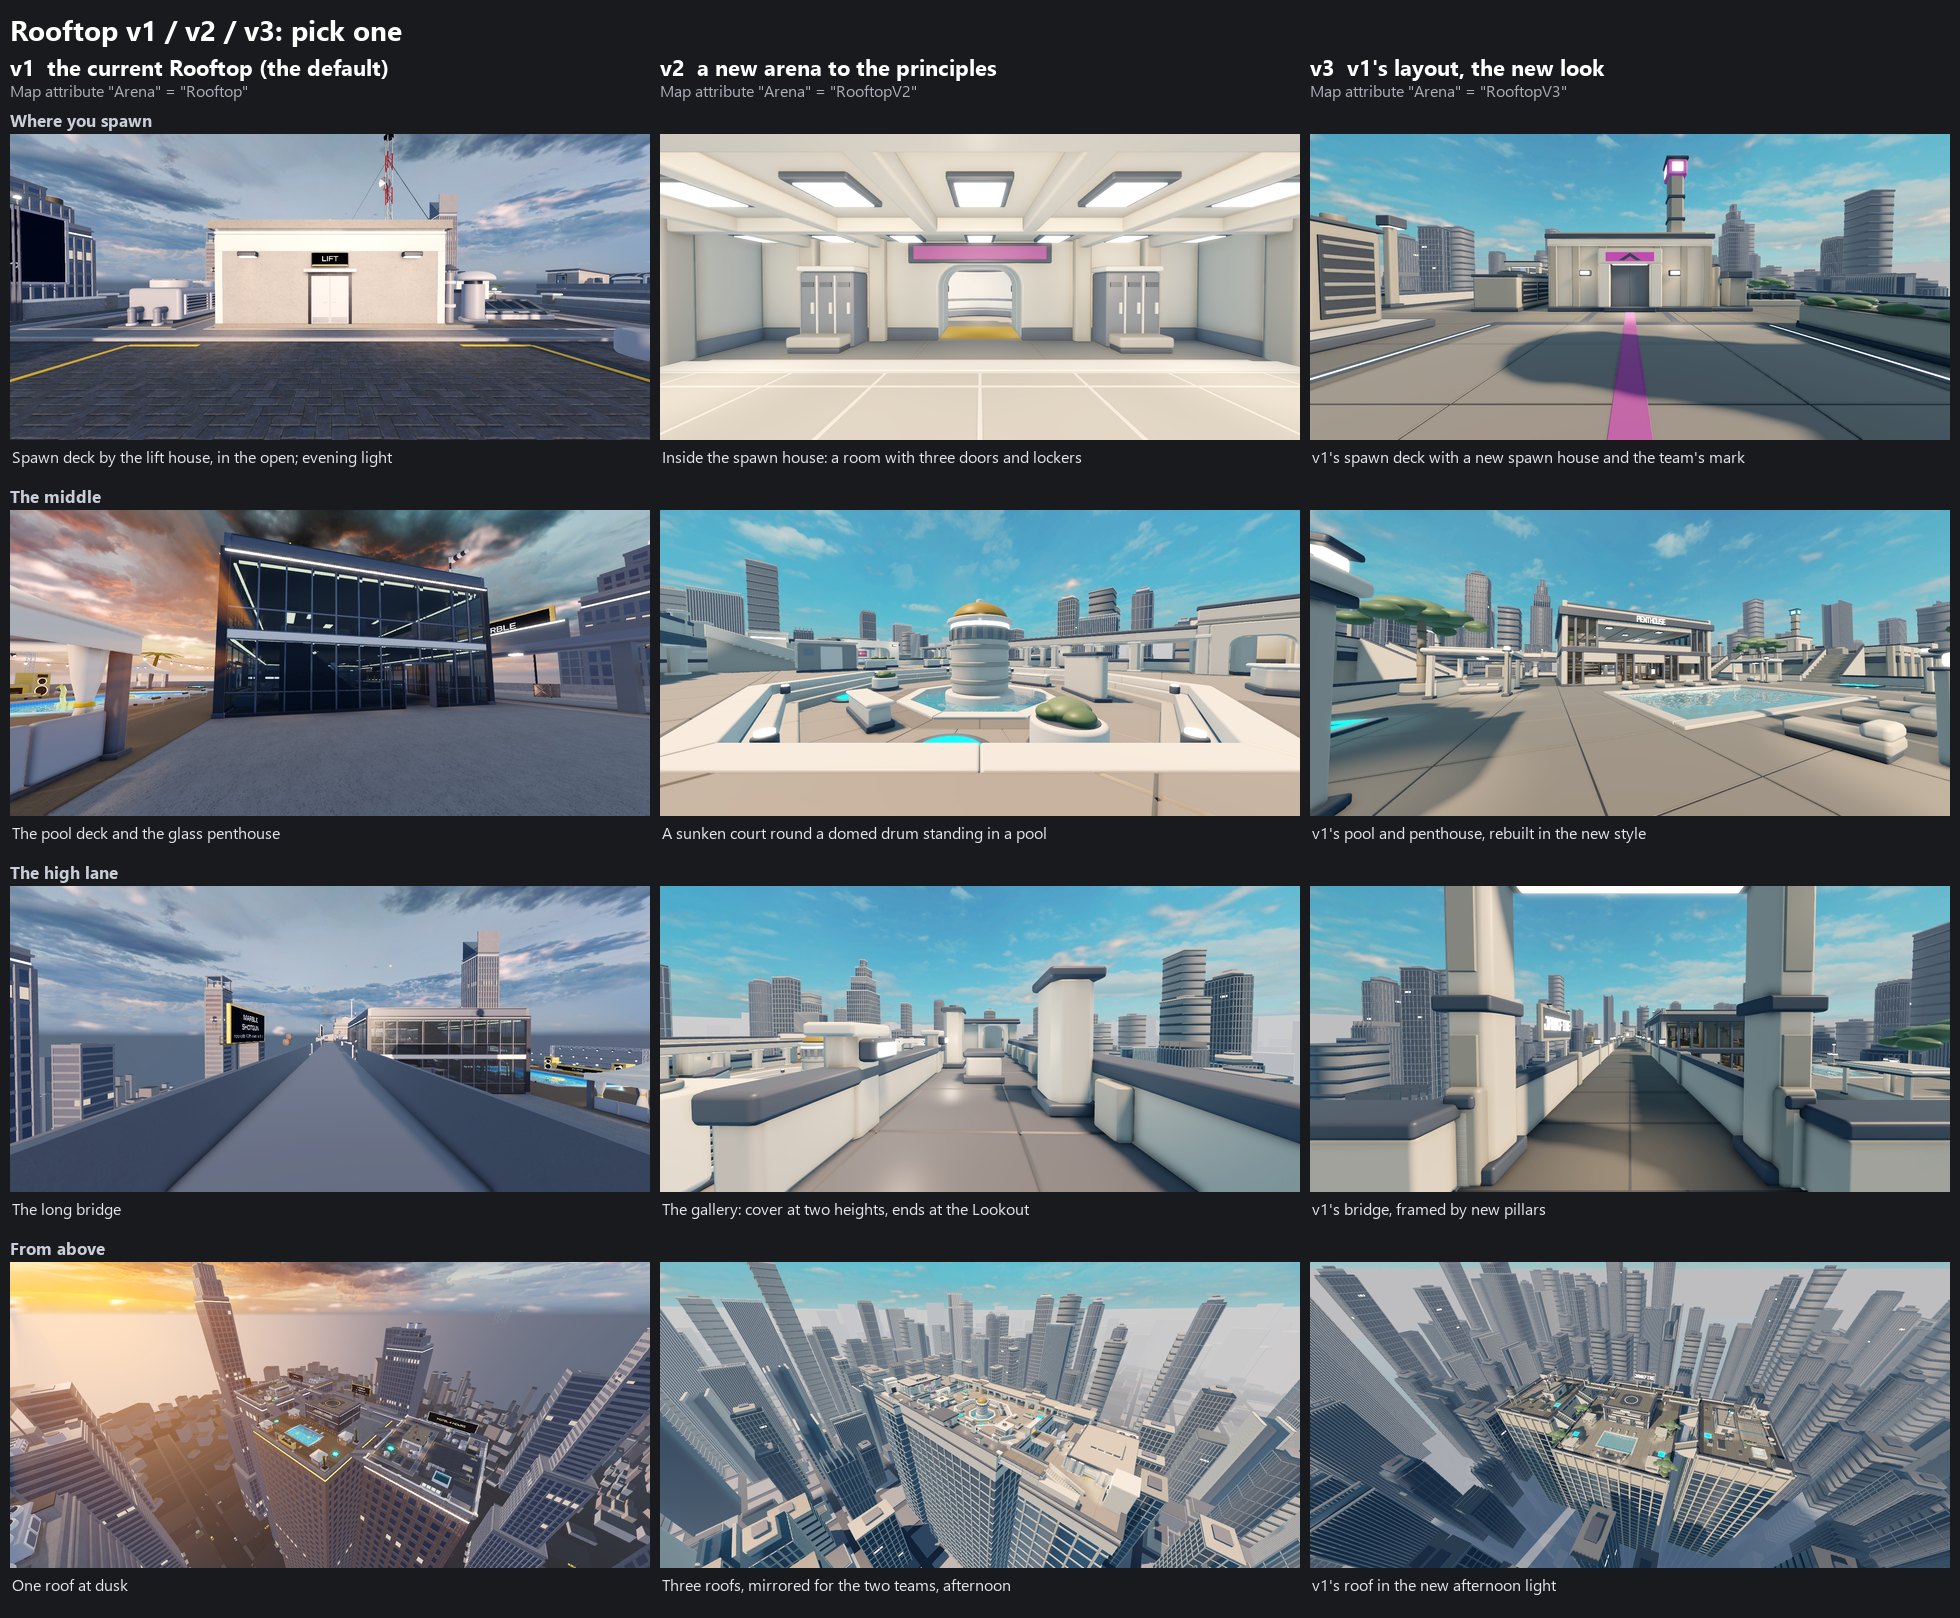 Rooftop v1 / v2 / v3: pick one
v1  the current Rooftop (the default)
Map attribute "Arena" = "Rooftop"
v2  a new arena to the principles
Map attribute "Arena" = "RooftopV2"
v3  v1's layout, the new look
Map attribute "Arena" = "RooftopV3"
Where you spawn
LIFT
Spawn deck by the lift house, in the open; evening light
Inside the spawn house: a room with three doors and lockers
v1's spawn deck with a new spawn house and the team's mark
The middle
RBLE
PENTHOUSE
The pool deck and the glass penthouse
A sunken court round a domed drum standing in a pool
v1's pool and penthouse, rebuilt in the new style
The high lane
MARBLE
SHOTGUN
The long bridge
The gallery: cover at two heights, ends at the Lookout
v1's bridge, framed by new pillars
From above
One roof at dusk
Three roofs, mirrored for the two teams, afternoon
v1's roof in the new afternoon light